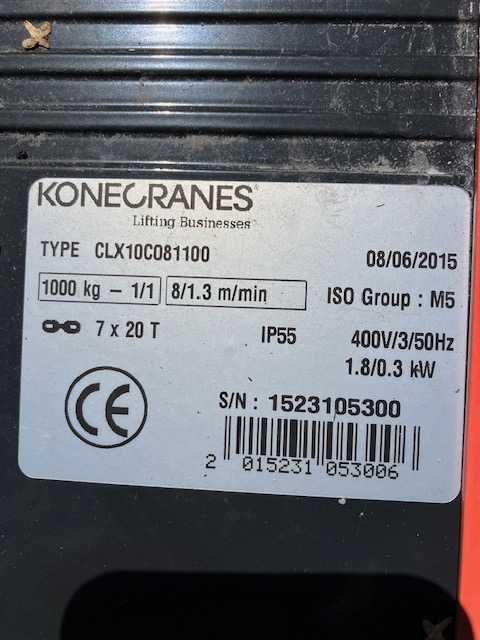 KONECRANES®
Lifting Businesses
TYPE CLX10C081100
08/06/2015
1000 kg – 1/1 8/1.3 m/min
ISO Group : M5
7 x 20 T IP55 400V/3/50Hz
1.8/0.3 kW
CE
S/N : 1523105300
2 015231 053006